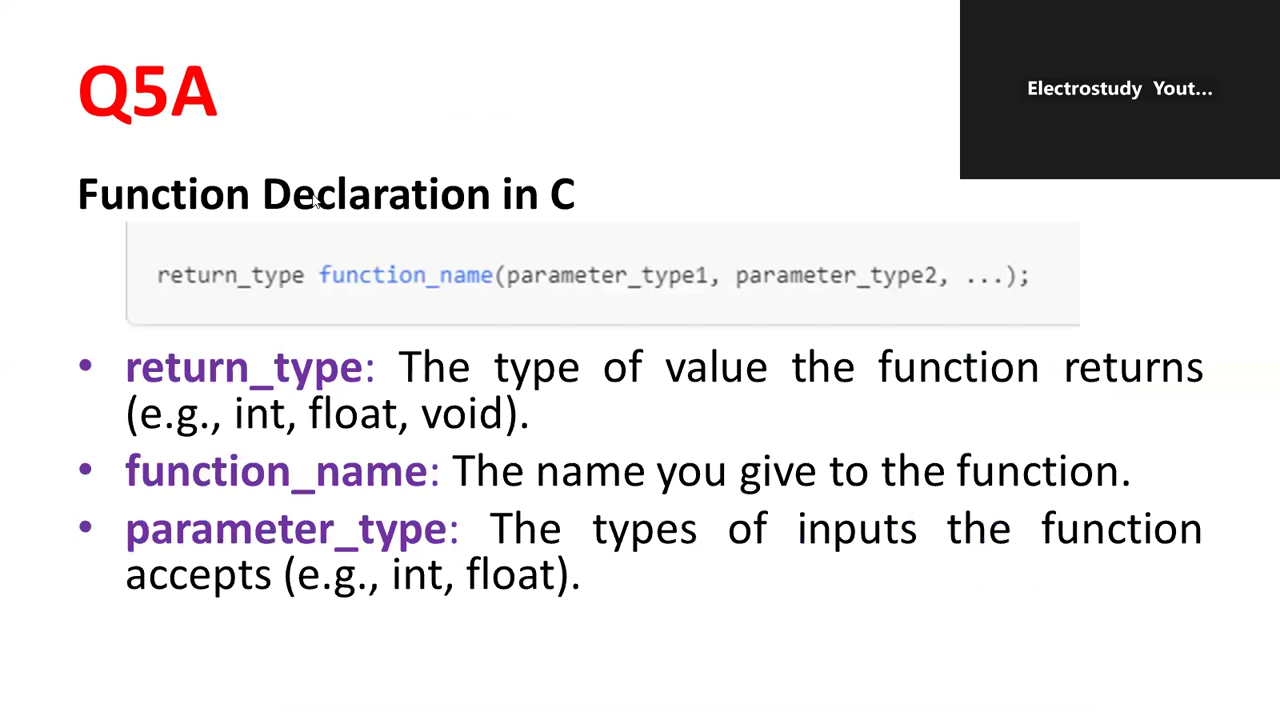 Q5A
Electrostudy Yout...
Function Declaration in C
return_type function_name(parameter_type1, parameter_type2, ...);
• return_type: The type of value the function returns
(e.g., int, float, void).
• function_name: The name you give to the function.
• parameter_type: The types of inputs the function
accepts (e.g., int, float).